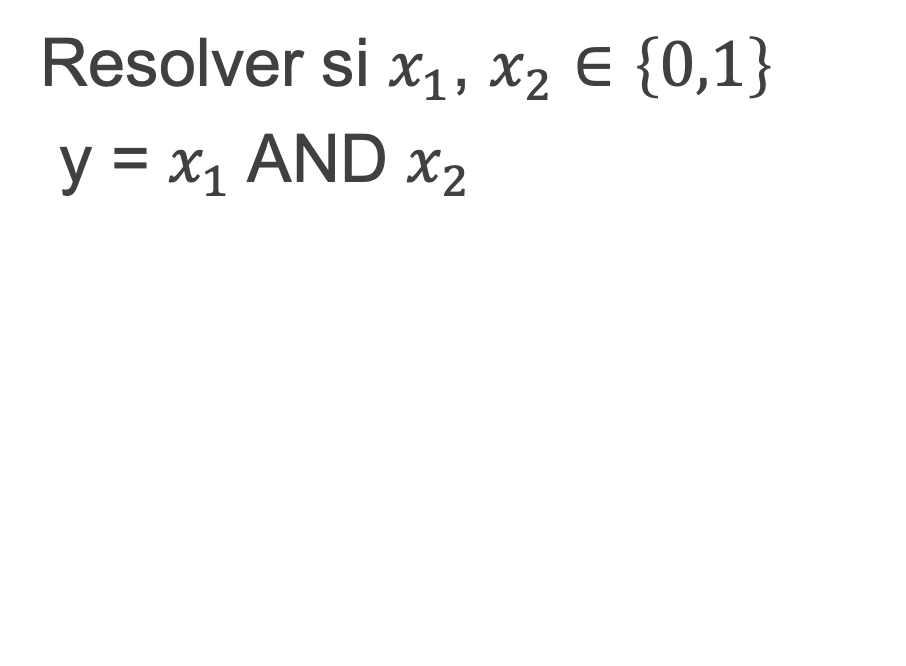 Resolver si x₁, x₂ ∈ {0,1}
y = x₁ AND x₂